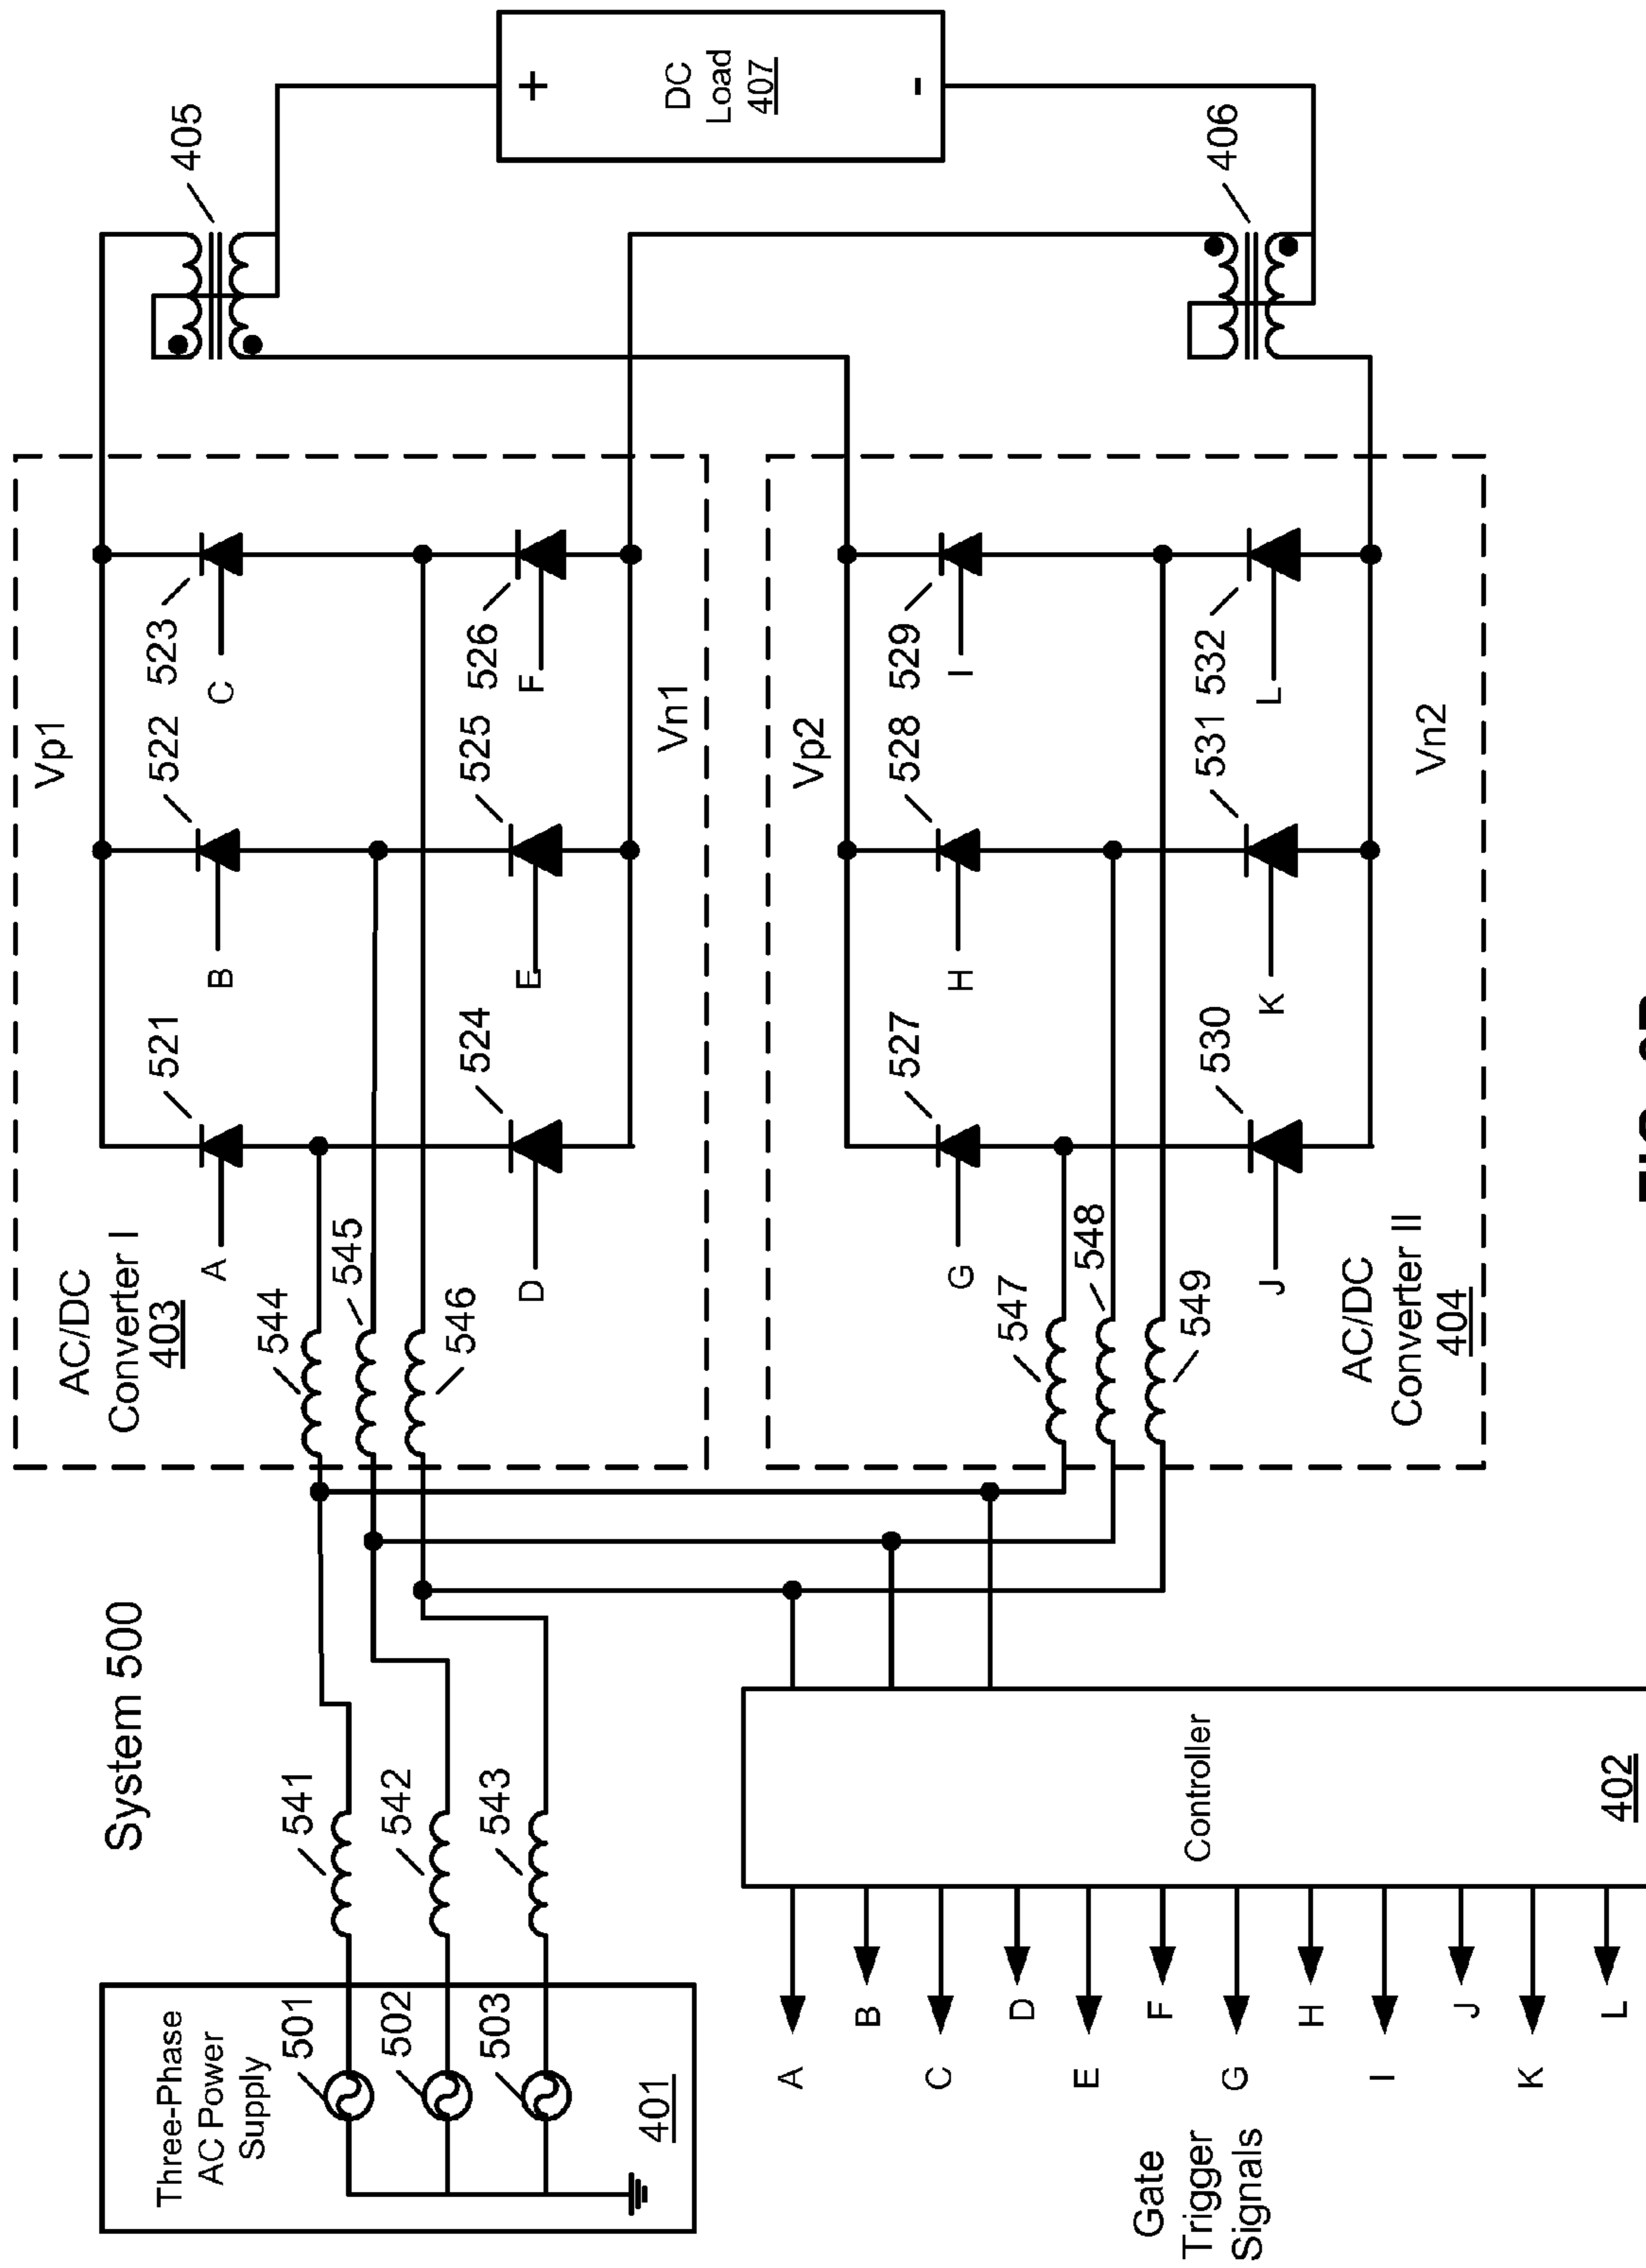 System 500
Three-Phase
AC Power
Supply
501
502
503
401
541
542
543
AC/DC
Converter I
403
544
545
546
A
521
B
522
C
523
Vp1
D
524
E
525
F
526
Vn1
405
+
DC
Load
407
-
406
Gate
Trigger
Signals
A
B
C
D
E
F
G
H
I
J
K
L
Controller
402
547
548
549
AC/DC
Converter II
404
G
527
H
528
I
529
Vp2
J
530
K
531
L
532
Vn2